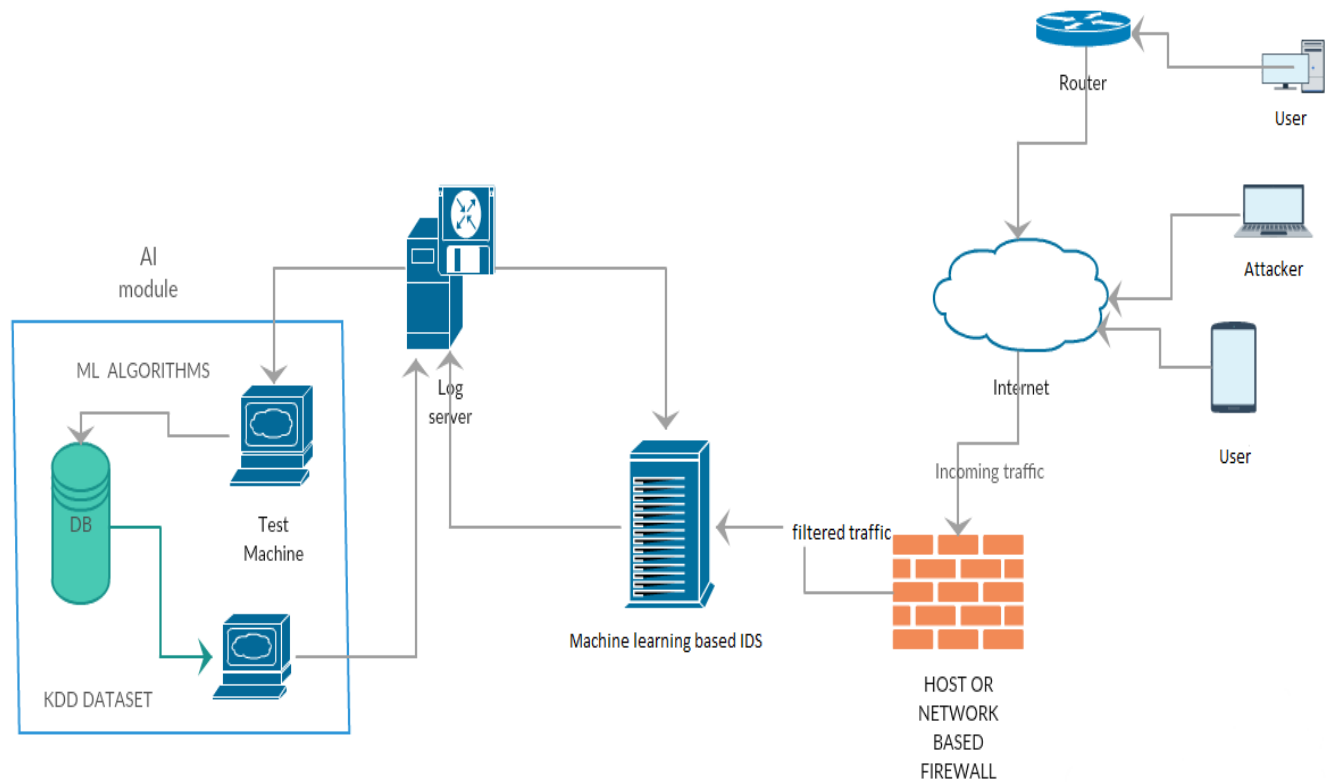 Router
User
AI
module
Attacker
ML ALGORITHMS
Log
server
Internet
User
Incoming traffic
DB
Test
Machine
filtered traffic
Machine learning based IDS
KDD DATASET
HOST OR
NETWORK
BASED
FIREWALL